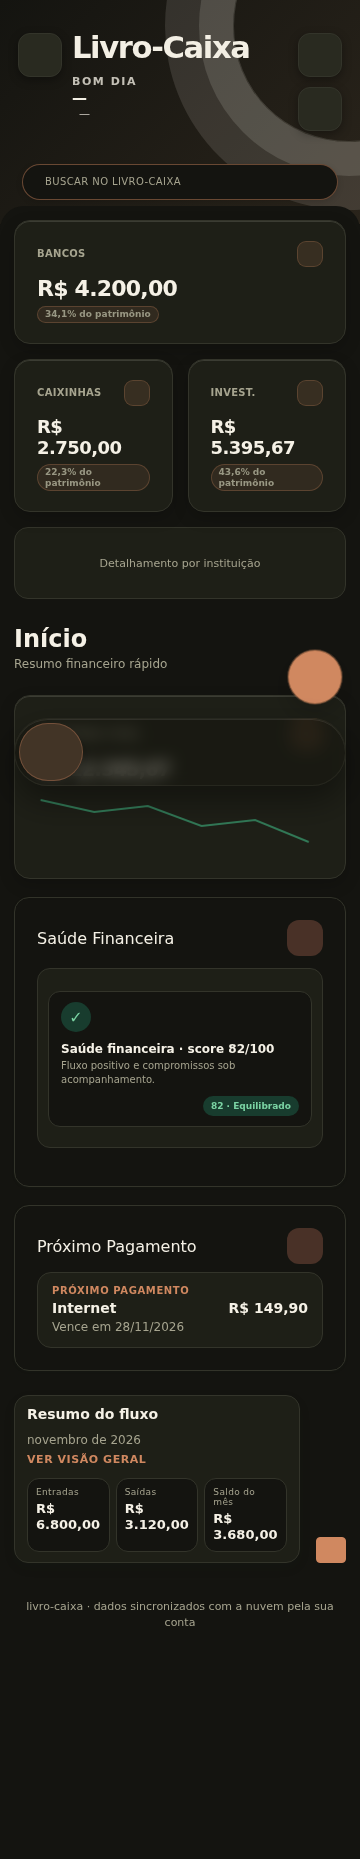 Livro-Caixa
BOM DIA
—
—
BUSCAR NO LIVRO-CAIXA
BANCOS
R$ 4.200,00
34,1% do patrimônio
CAIXINHAS
R$
2.750,00
22,3% do
patrimônio
INVEST.
R$
5.395,67
43,6% do
patrimônio
Detalhamento por instituição
Início
Resumo financeiro rápido
Saúde Financeira
✓
Saúde financeira · score 82/100
Fluxo positivo e compromissos sob
acompanhamento.
82 · Equilibrado
Próximo Pagamento
PRÓXIMO PAGAMENTO
Internet R$ 149,90
Vence em 28/11/2026
Resumo do fluxo
novembro de 2026
VER VISÃO GERAL
Entradas
R$
6.800,00
Saídas
R$
3.120,00
Saldo do
mês
R$
3.680,00
livro-caixa · dados sincronizados com a nuvem pela sua
conta